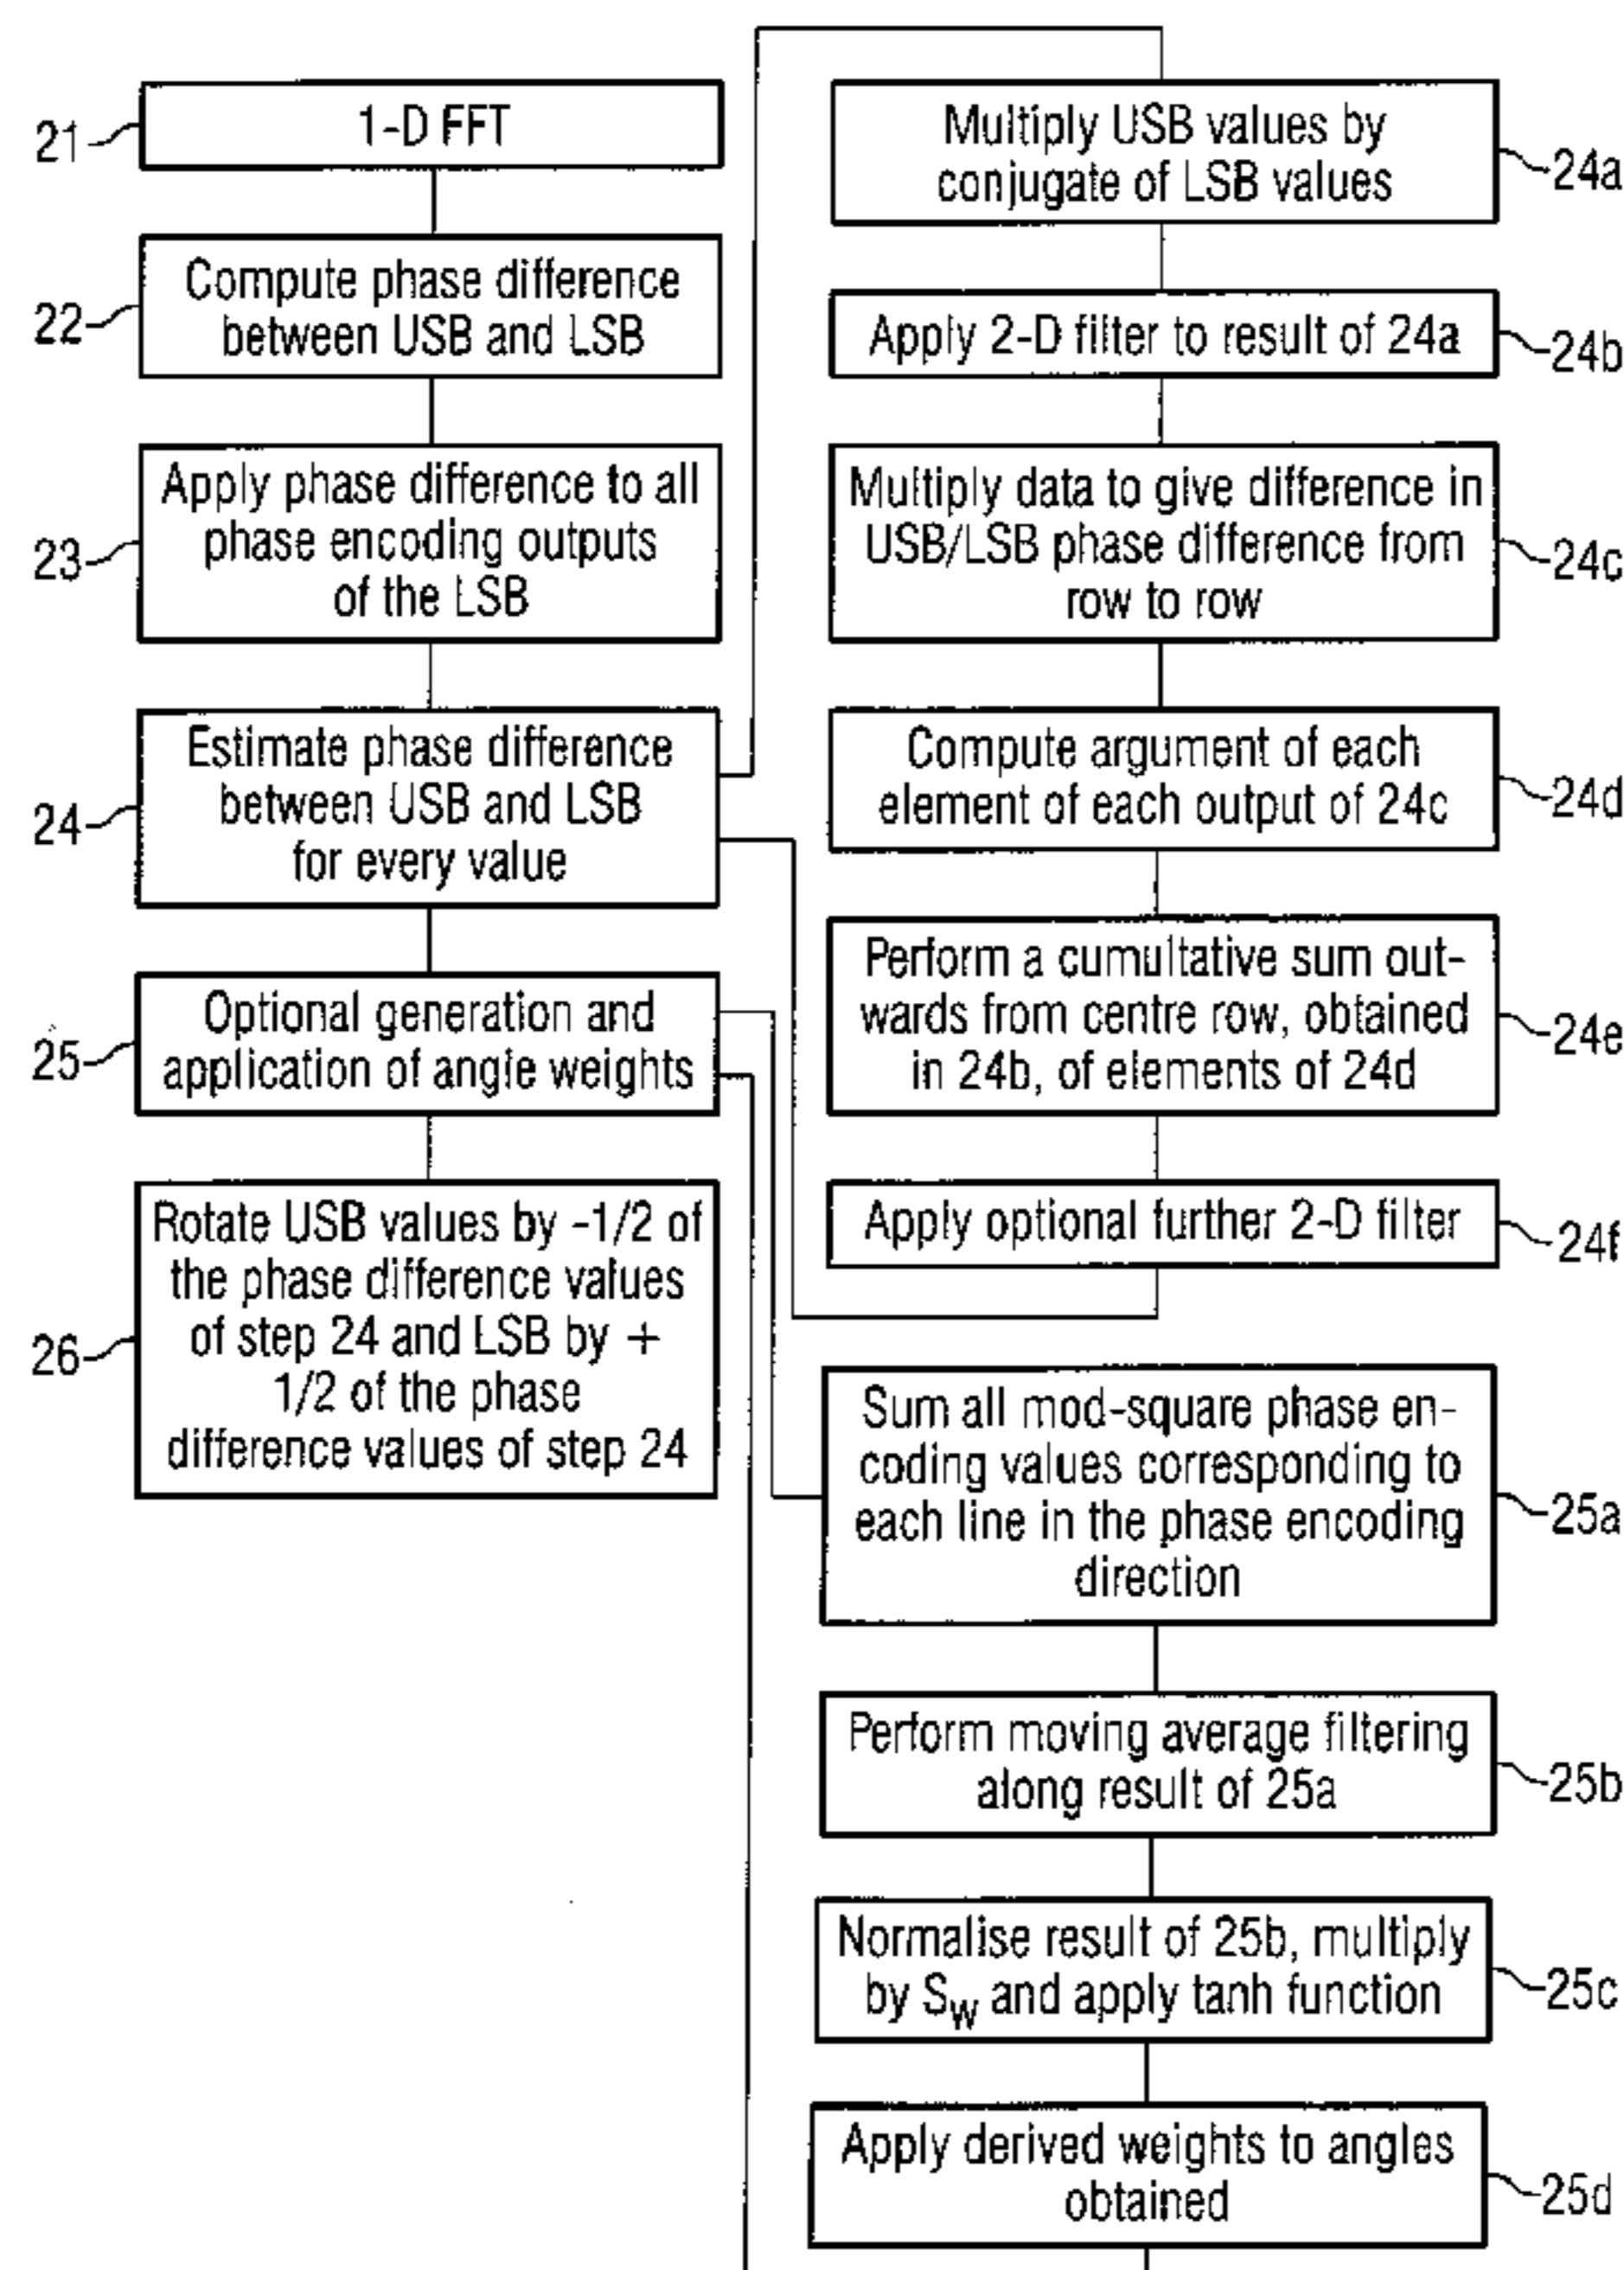 21
1-D FFT
22
Compute phase difference
between USB and LSB
23
Apply phase difference to all
phase encoding outputs
of the LSB
24
Estimate phase difference
between USB and LSB
for every value
25
Optional generation and
application of angle weights
26
Rotate USB values by -1/2 of
the phase difference values
of step 24 and LSB by +
1/2 of the phase
difference values of step 24
Multiply USB values by
conjugate of LSB values
24a
Apply 2-D filter to result of 24a
24b
Multiply data to give difference in
USB/LSB phase difference from
row to row
24c
Compute argument of each
element of each output of 24c
24d
Perform a cumultative sum out-
wards from centre row, obtained
in 24b, of elements of 24d
24e
Apply optional further 2-D filter
24f
Sum all mod-square phase en-
coding values corresponding to
each line in the phase encoding
direction
25a
Perform moving average filtering
along result of 25a
25b
Normalise result of 25b, multiply
by Sw and apply tanh function
25c
Apply derived weights to angles
obtained
25d